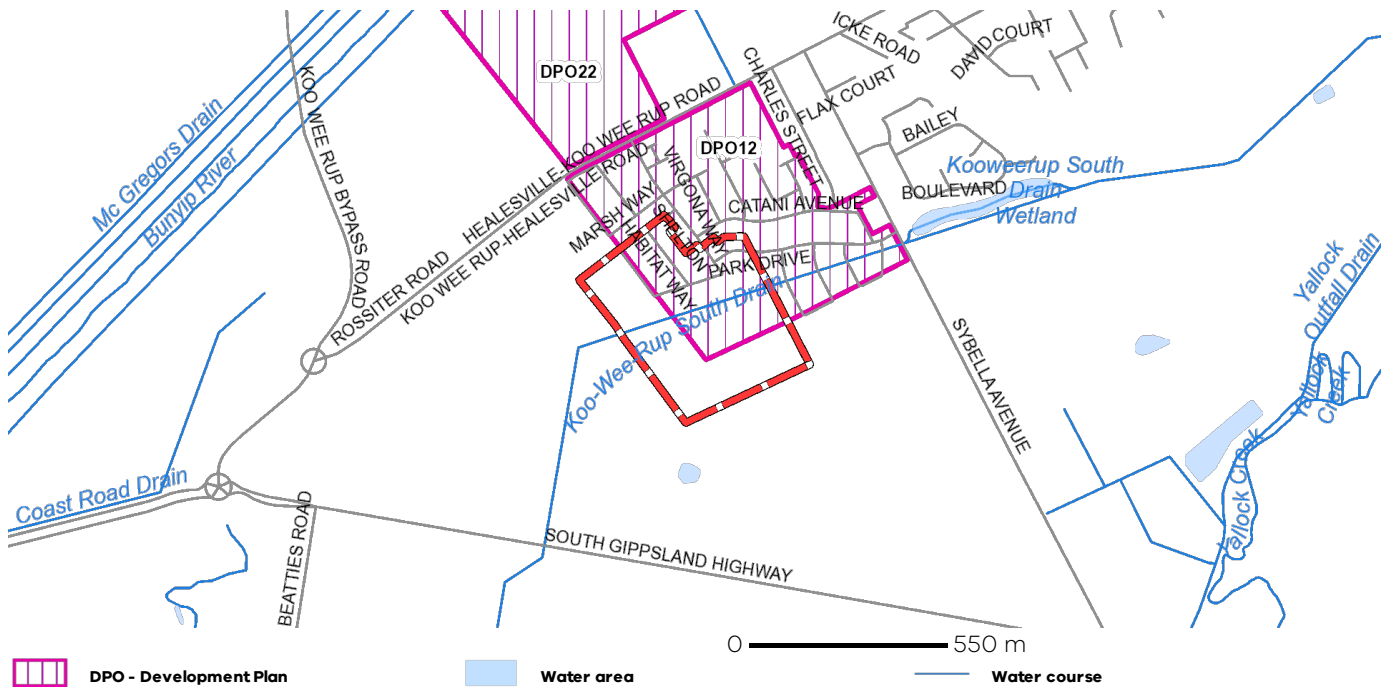 ICKE ROAD
DAVID COURT
CHARLES STREET
DPO22
KOO WEE RUP BYPASS ROAD
FLAX COURT
Mc Gregors Drain
HEALESVILLE-KOO WEE RUP ROAD
BAILEY
DPO12
Bunyip River
VIRGONA WAY
Kooweerup South
Drain
Wetland
BOULEVARD
CATANI AVENUE
MARSH WAY
SHELTON
HABITAT WAY
PARK DRIVE
ROSSITER ROAD
KOO WEE RUP-HEALESVILLE ROAD
Yallock
Outfall Drain
Koo-Wee-Rup South Drain
SYBELLA AVENUE
Yallock
Creek
Yallock Creek
Coast Road Drain
BEATTIES ROAD
SOUTH GIPPSLAND HIGHWAY
0 550 m
DPO - Development Plan
Water area
Water course